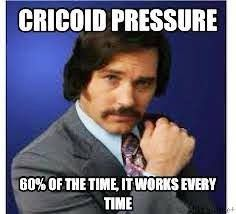 CRICOID PRESSURE
60% OF THE TIME, IT WORKS EVERY
TIME